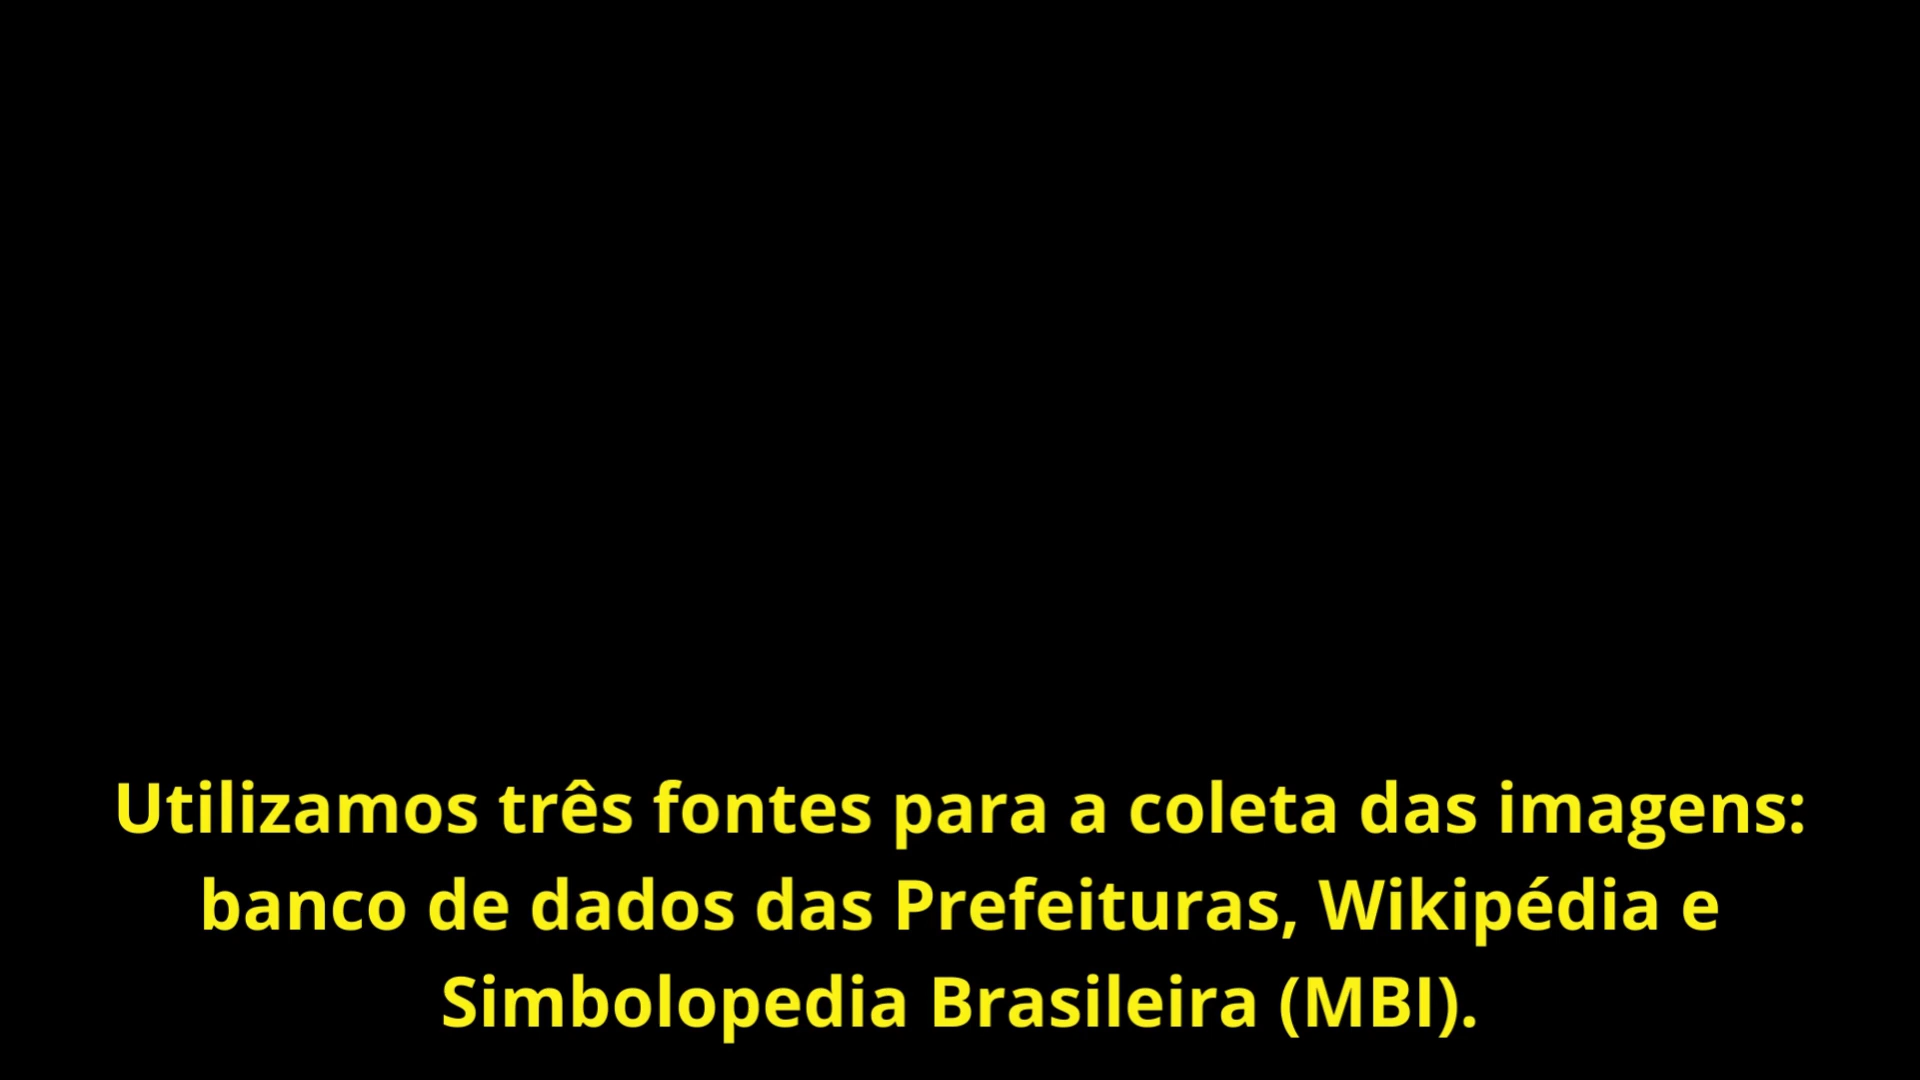 Utilizamos três fontes para a coleta das imagens:
banco de dados das Prefeituras, Wikipédia e
Simbolopedia Brasileira (MBI).